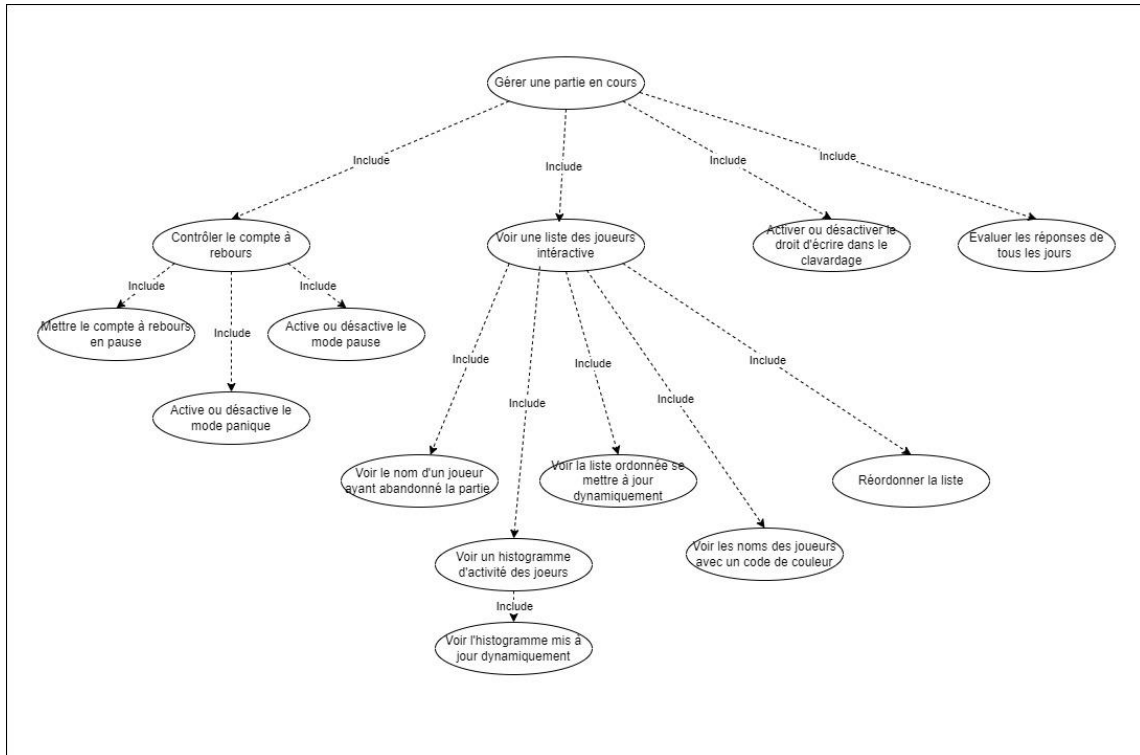 Gérer une partie en cours
Include
Include
Include
Include
Contrôler le compte à
rebours
Voir une liste des joueurs
intéractive
Activer ou désactiver le
droit d'écrire dans le
clavardage
Evaluer les réponses de
tous les jours
Include
Include
Include
Mettre le compte à rebours
en pause
Active ou désactive le
mode pause
Active ou désactive le
mode panique
Include
Include
Include
Include
Include
Voir le nom d'un joueur
ayant abandonné la partie
Voir la liste ordonnée se
mettre à jour
dynamiquement
Réordonner la liste
Voir un histogramme
d'activité des joeurs
Voir les noms des joueurs
avec un code de couleur
Include
Voir l'histogramme mis à
jour dynamiquement